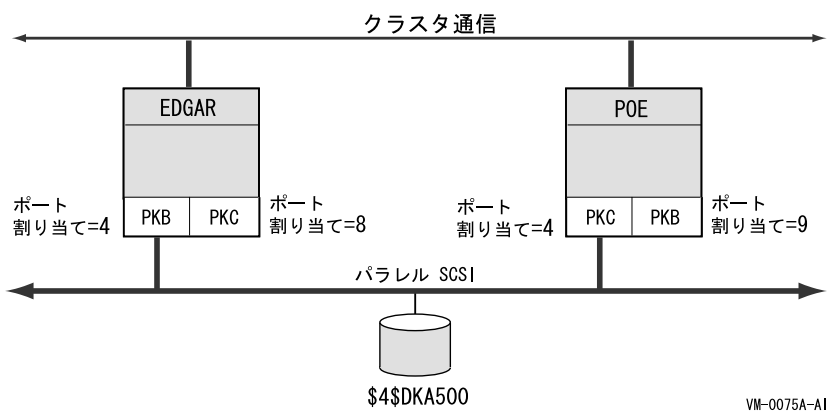 クラスタ通信
EDGAR
POE
ポート
割り当て=4
PKB
PKC
ポート
割り当て=8
ポート
割り当て=4
PKC
PKB
ポート
割り当て=9
パラレル SCSI
$4$DKA500
VM-0075A-AI